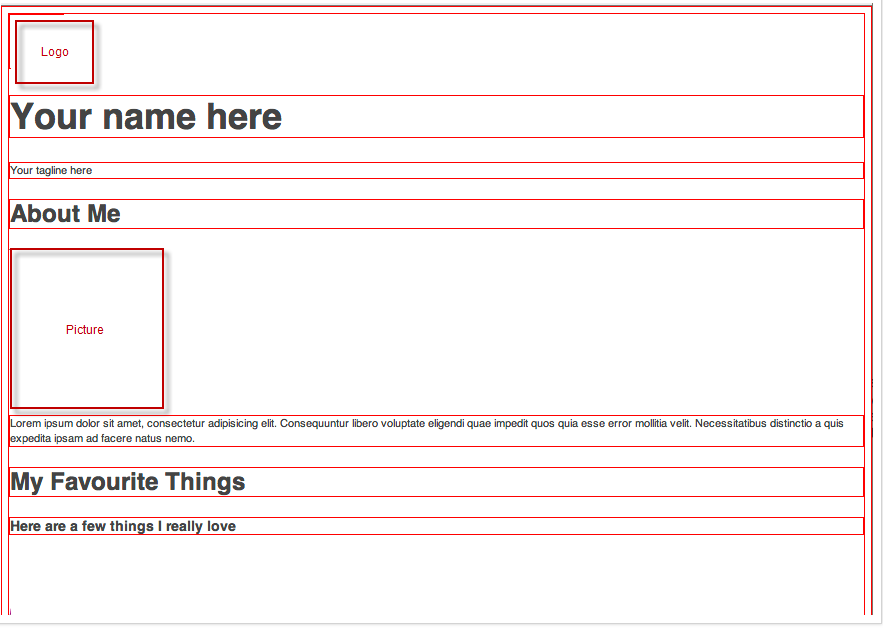 Logo
Your name here
Your tagline here
About Me
Picture
Lorem ipsum dolor sit amet, consectetur adipisicing elit. Consequuntur libero voluptate eligendi quae impedit quos quia esse error mollitia velit. Necessitatibus distinctio a quis
expedita ipsam ad facere natus nemo.
My Favourite Things
Here are a few things I really love